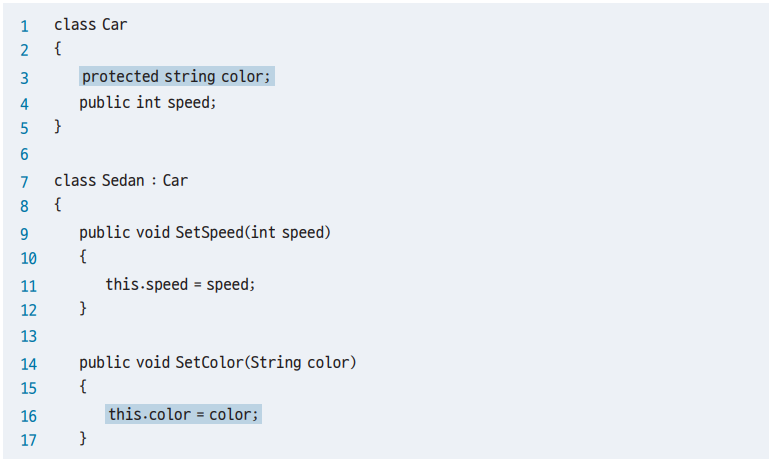 1 class Car
2 {
3 protected string color;
4 public int speed;
5 }
6
7 class Sedan : Car
8 {
9 public void SetSpeed(int speed)
10 {
11 this.speed = speed;
12 }
13
14 public void SetColor(String color)
15 {
16 this.color = color;
17 }